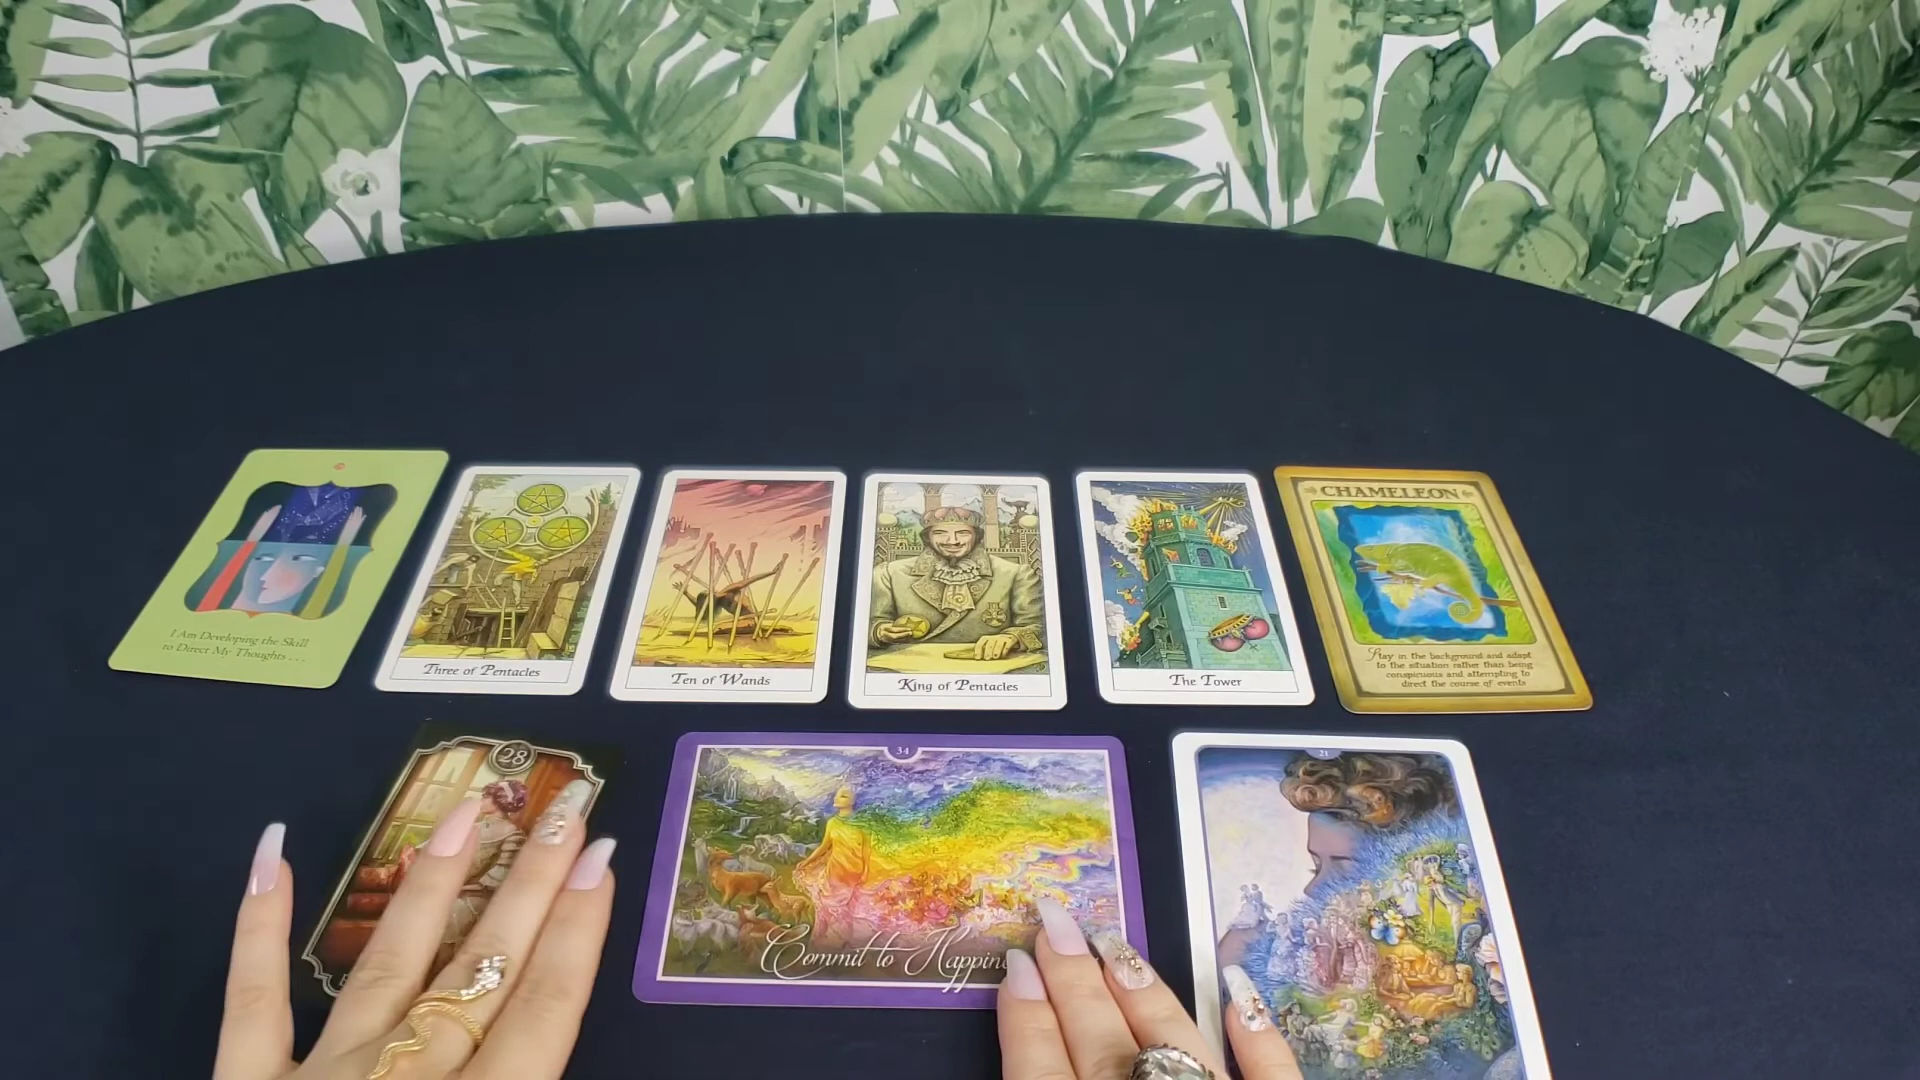 I Am Developing the Skill
to Direct My Thoughts . . .
Three of Pentacles
Ten of Wands
King of Pentacles
The Tower
CHAMELEON
Stay in the background and adapt
to the situation rather than being
conspicuous and attempting to
direct the course of events
28
34
Commit to
21